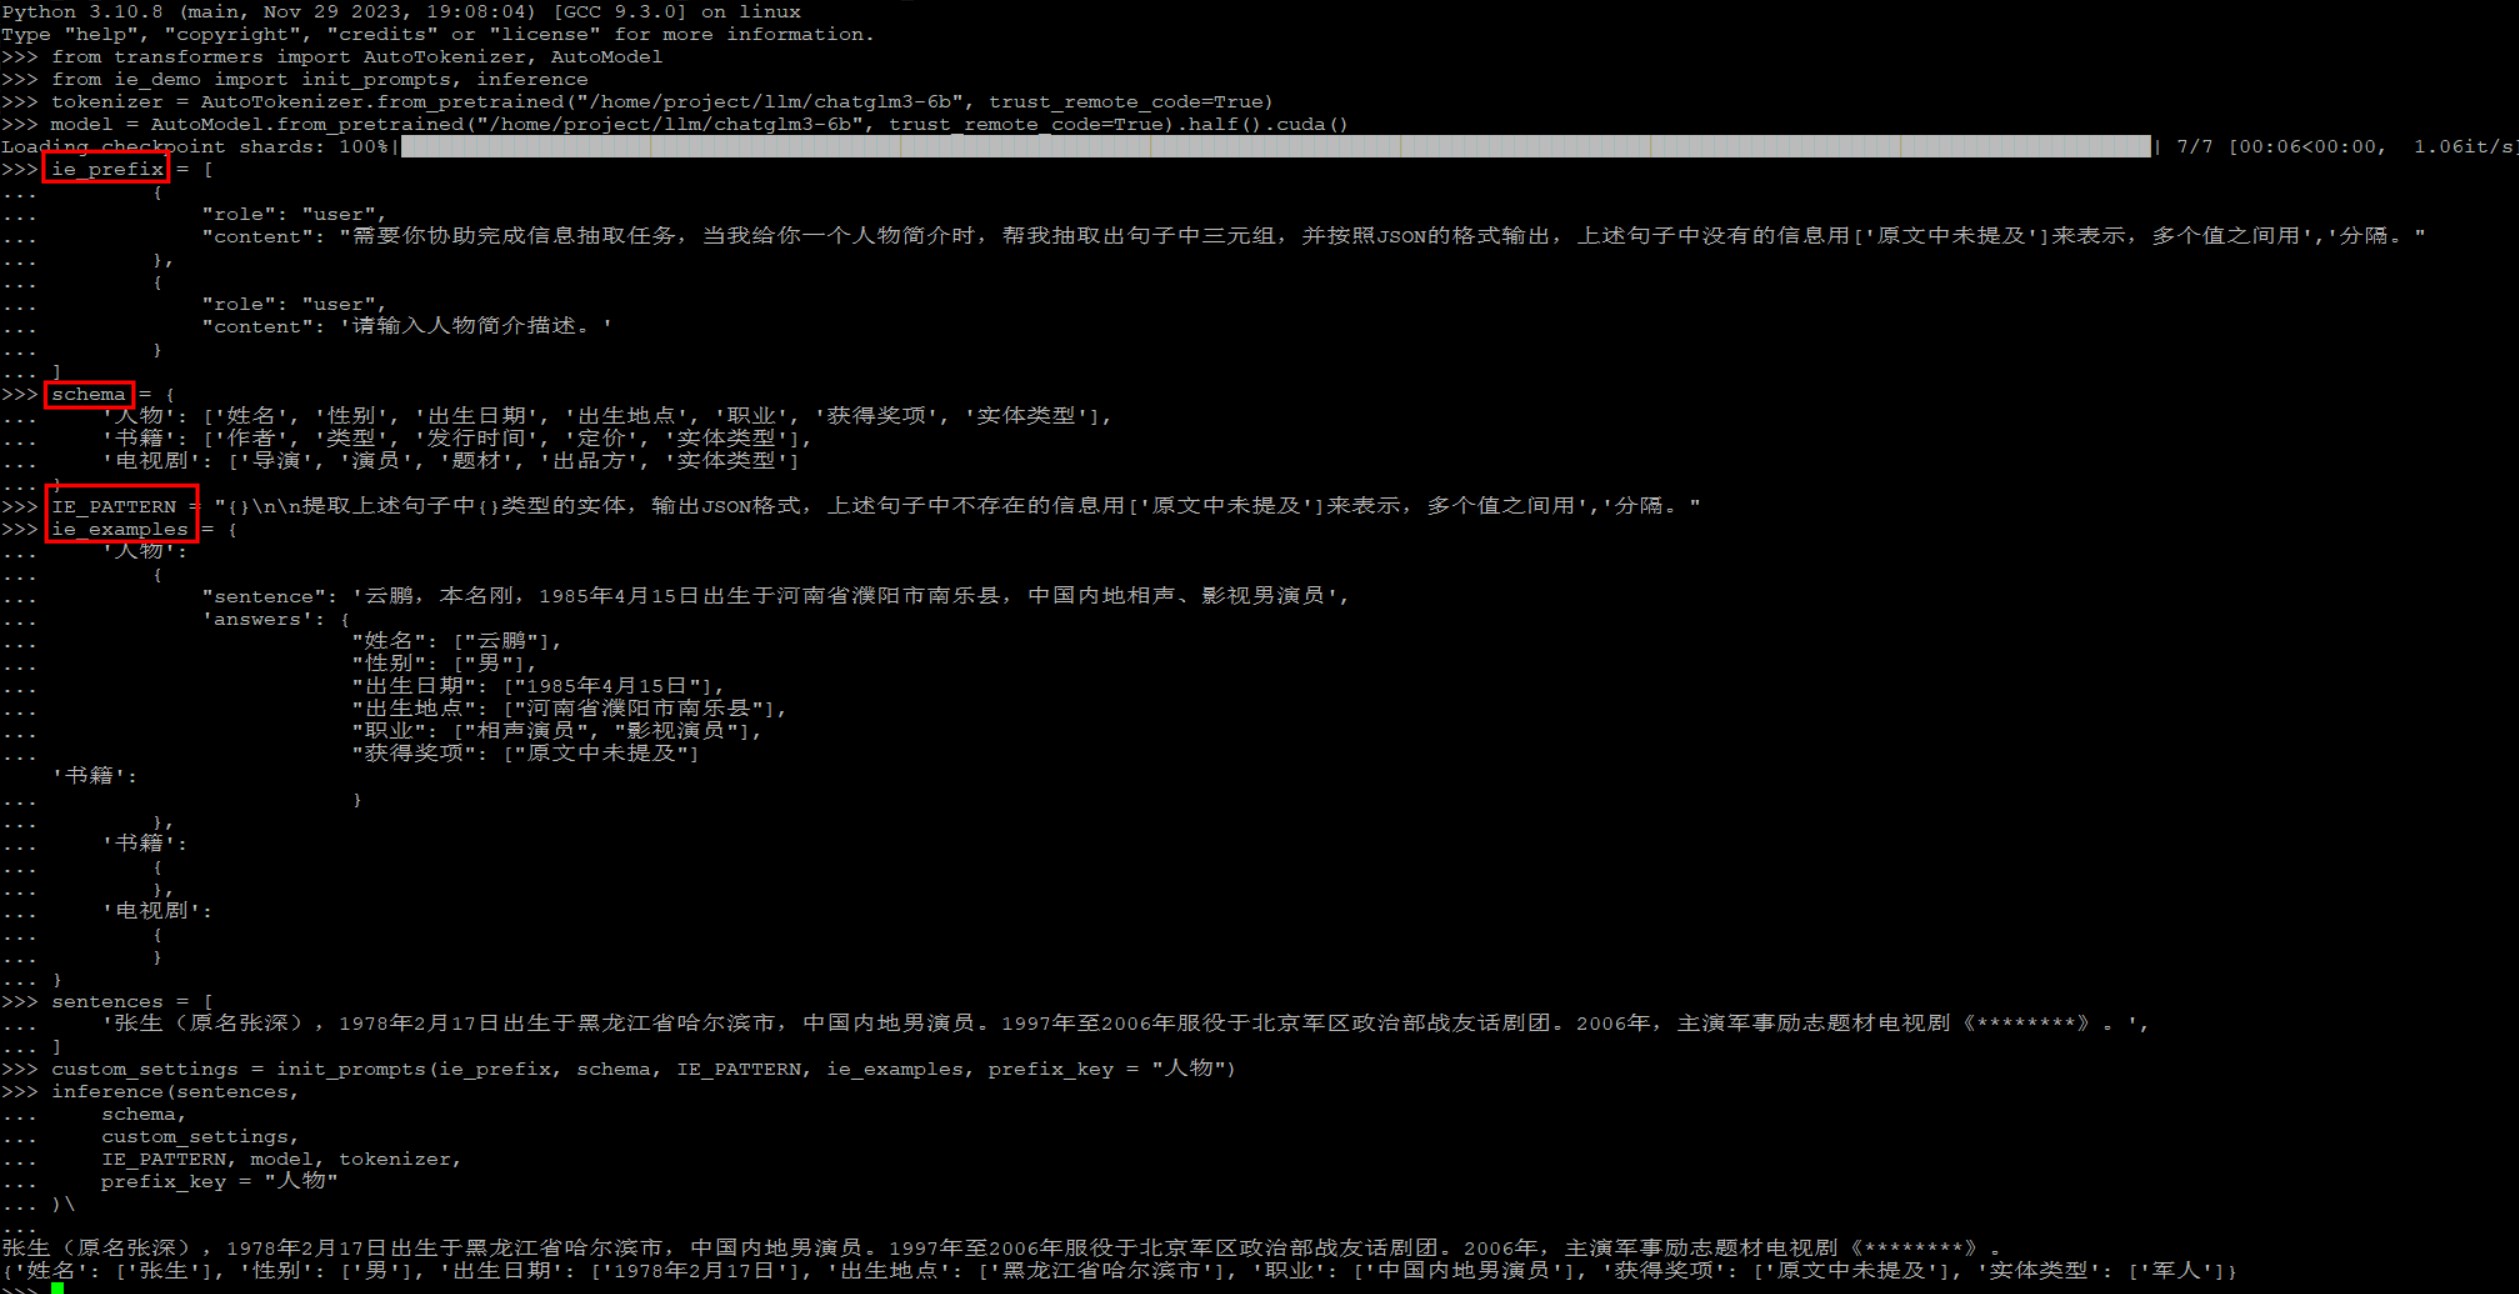 Python 3.10.8 (main, Nov 29 2023, 19:08:04) [GCC 9.3.0] on linux
Type "help", "copyright", "credits" or "license" for more information.
>>> from transformers import AutoTokenizer, AutoModel
>>> from ie_demo import init_prompts, inference
>>> tokenizer = AutoTokenizer.from_pretrained("/home/project/llm/chatglm3-6b", trust_remote_code=True)
>>> model = AutoModel.from_pretrained("/home/project/llm/chatglm3-6b", trust_remote_code=True).half().cuda()
Loading checkpoint shards: 100%| | 7/7 [00:06<00:00, 1.06it/s]
>>> ie_prefix = [
... {
... "role": "user",
... "content": "需要你协助完成信息抽取任务，当我给你一个人物简介时，帮我抽取出句子中三元组，并按照JSON的格式输出，上述句子中没有的信息用['原文中未提及']来表示，多个值之间用','分隔。"
... },
... {
... "role": "user",
... "content": '请输入人物简介描述。'
... }
... ]
>>> schema = {
... '人物': ['姓名', '性别', '出生日期', '出生地点', '职业', '获得奖项', '实体类型'],
... '书籍': ['作者', '类型', '发行时间', '定价', '实体类型'],
... '电视剧': ['导演', '演员', '题材', '出品方', '实体类型']
... }
>>> IE_PATTERN = "{}\n\n提取上述句子中{}类型的实体，输出JSON格式，上述句子中不存在的信息用['原文中未提及']来表示，多个值之间用','分隔。"
>>> ie_examples = {
... '人物':
... {
... "sentence": '云鹏，本名刚，1985年4月15日出生于河南省濮阳市南乐县，中国内地相声、影视男演员',
... 'answers': {
... "姓名": ["云鹏"],
... "性别": ["男"],
... "出生日期": ["1985年4月15日"],
... "出生地点": ["河南省濮阳市南乐县"],
... "职业": ["相声演员", "影视演员"],
... "获得奖项": ["原文中未提及"]
'书籍':
... }
... },
... '书籍':
... {
... },
... '电视剧':
... {
... }
... }
>>> sentences = [
... '张生（原名张深），1978年2月17日出生于黑龙江省哈尔滨市，中国内地男演员。1997年至2006年服役于北京军区政治部战友话剧团。2006年，主演军事励志题材电视剧《********》。',
... ]
>>> custom_settings = init_prompts(ie_prefix, schema, IE_PATTERN, ie_examples, prefix_key = "人物")
>>> inference(sentences,
... schema,
... custom_settings,
... IE_PATTERN, model, tokenizer,
... prefix_key = "人物"
... )\
...
张生（原名张深），1978年2月17日出生于黑龙江省哈尔滨市，中国内地男演员。1997年至2006年服役于北京军区政治部战友话剧团。2006年，主演军事励志题材电视剧《********》。
{'姓名': ['张生'], '性别': ['男'], '出生日期': ['1978年2月17日'], '出生地点': ['黑龙江省哈尔滨市'], '职业': ['中国内地男演员'], '获得奖项': ['原文中未提及'], '实体类型': ['军人']}
>>>